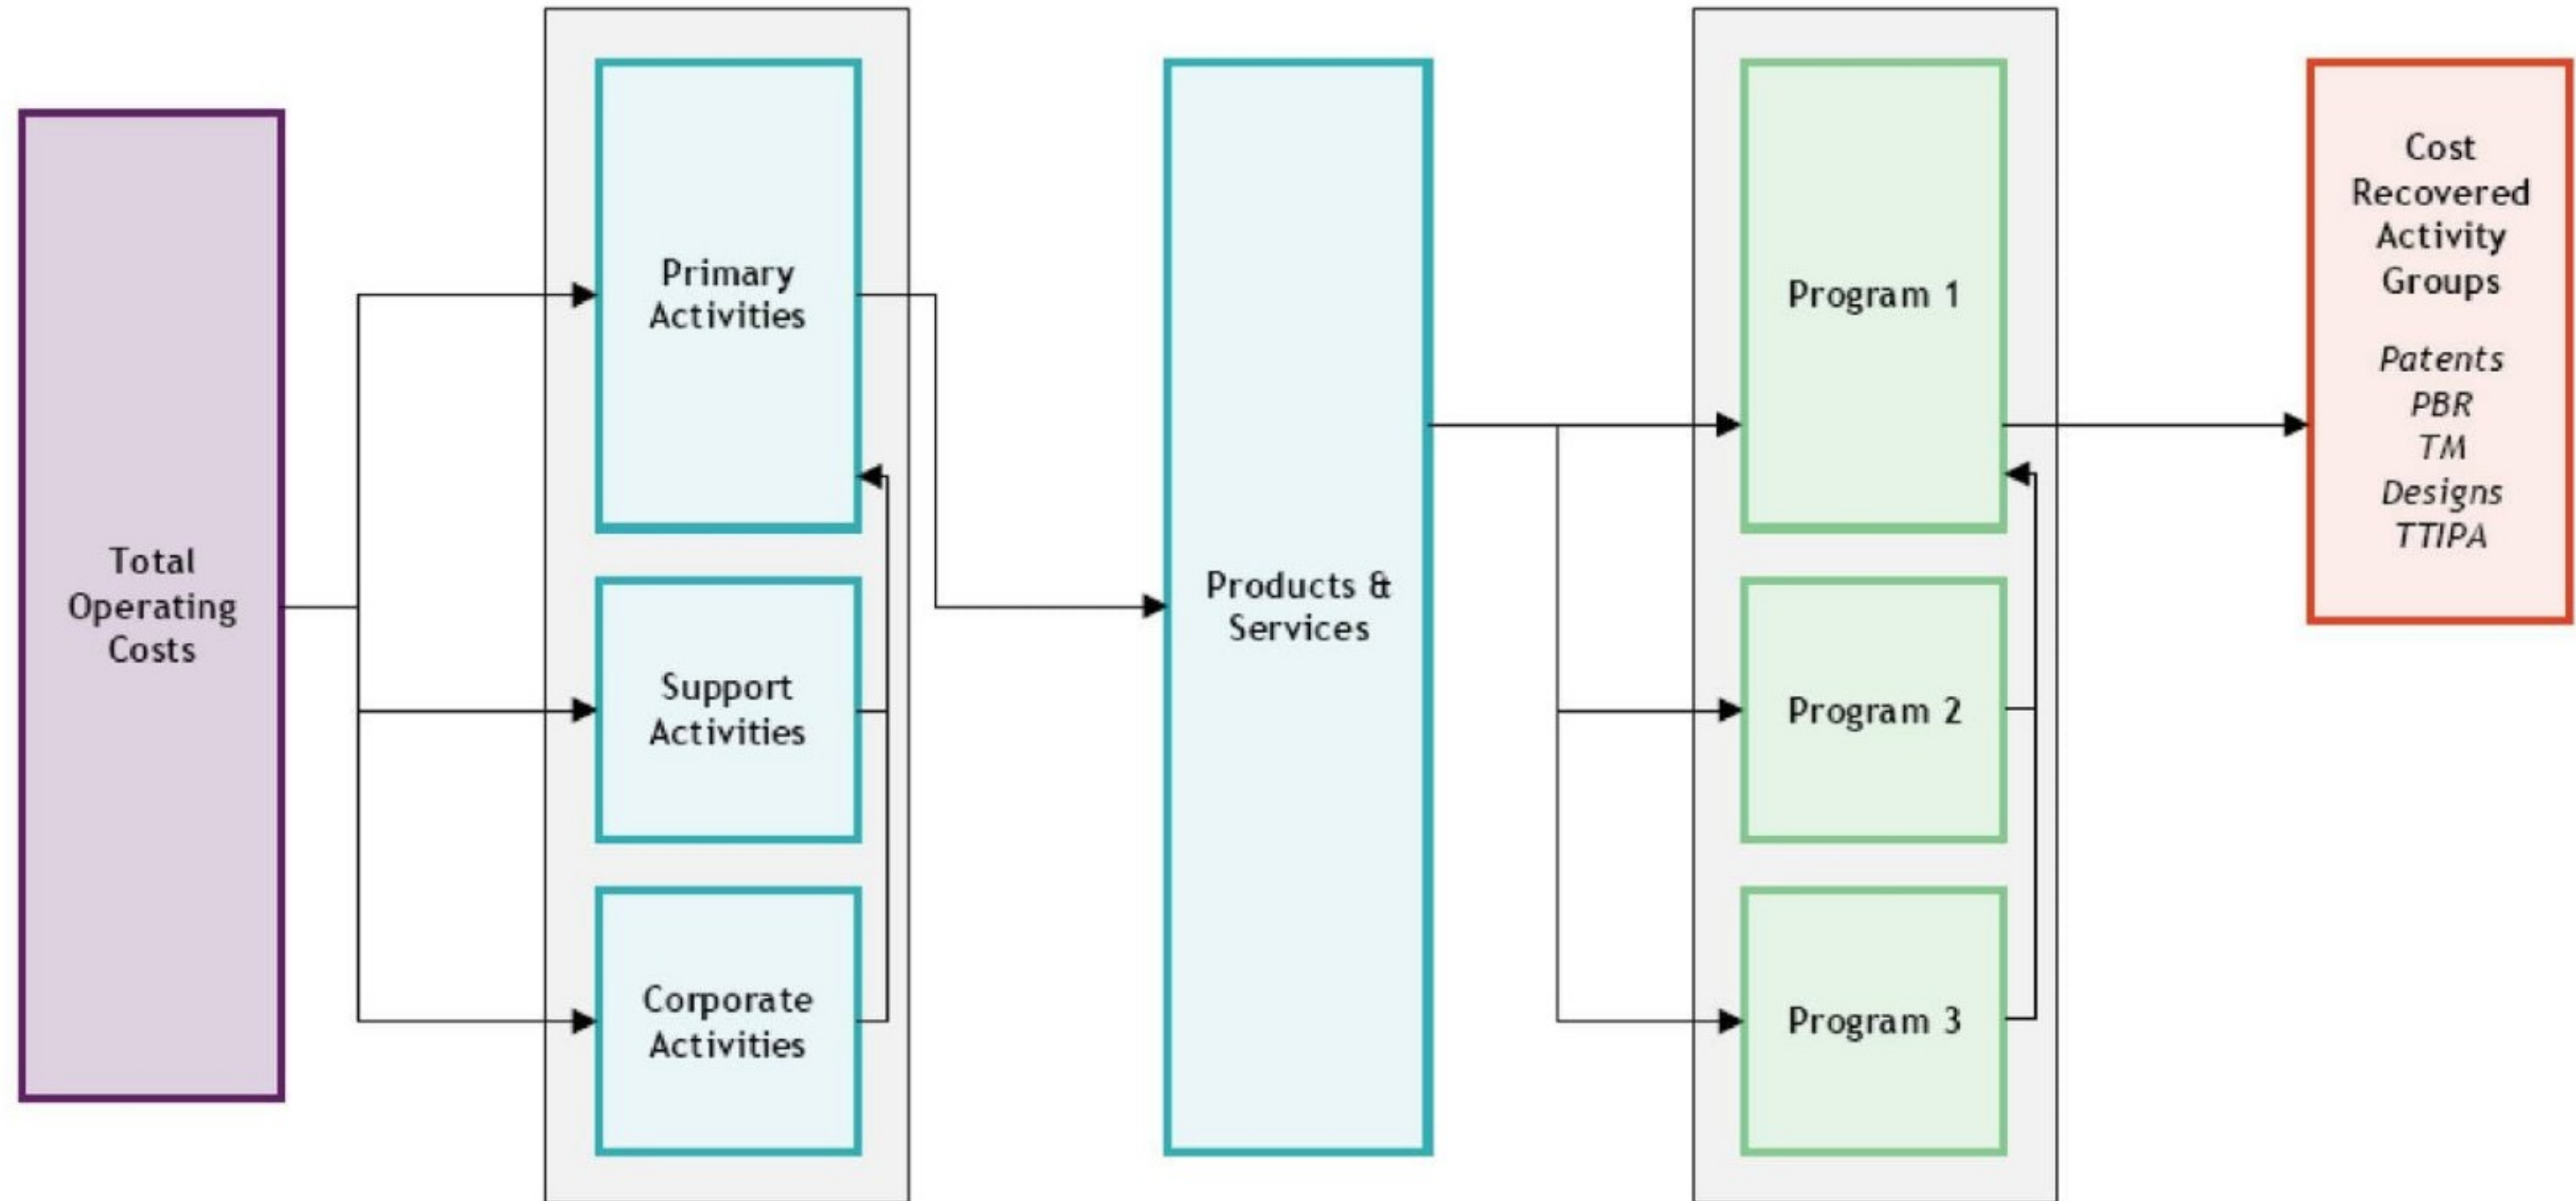 Total
Operating
Costs
Primary
Activities
Support
Activities
Corporate
Activities
Products &
Services
Program 1
Program 2
Program 3
Cost
Recovered
Activity
Groups
Patents
PBR
TM
Designs
TTIPA